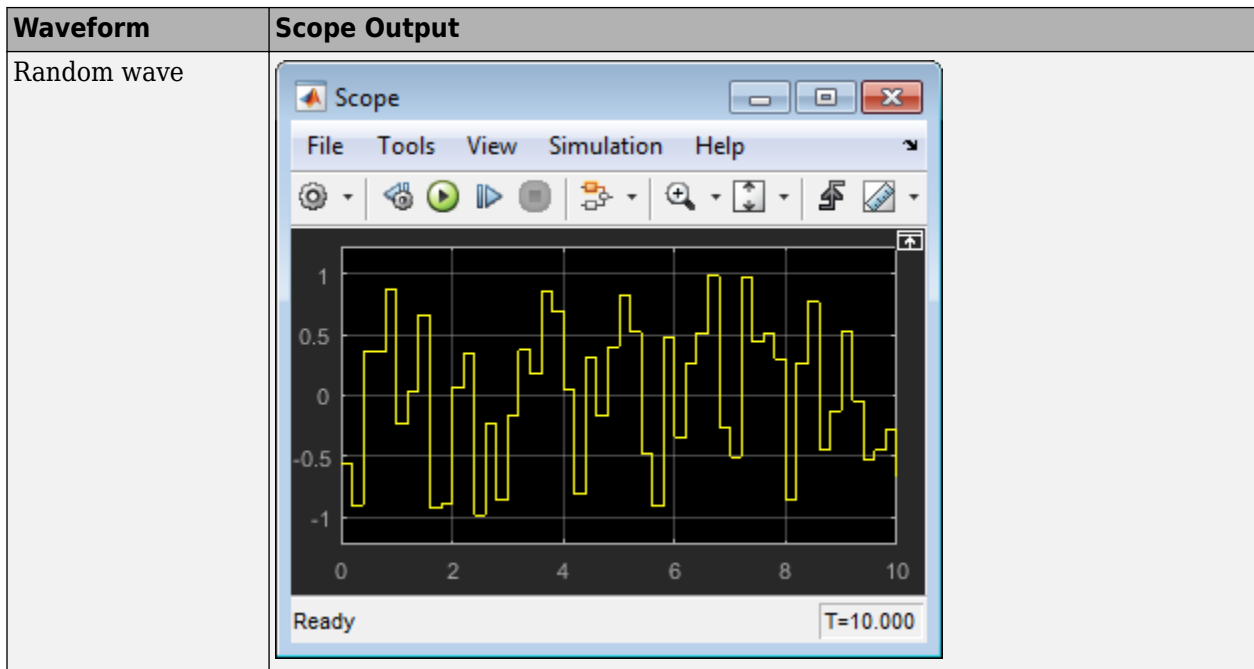 Waveform Scope Output
Random wave
Scope
File Tools View Simulation Help
1
0.5
0
-0.5
-1
0 2 4 6 8 10
Ready T=10.000